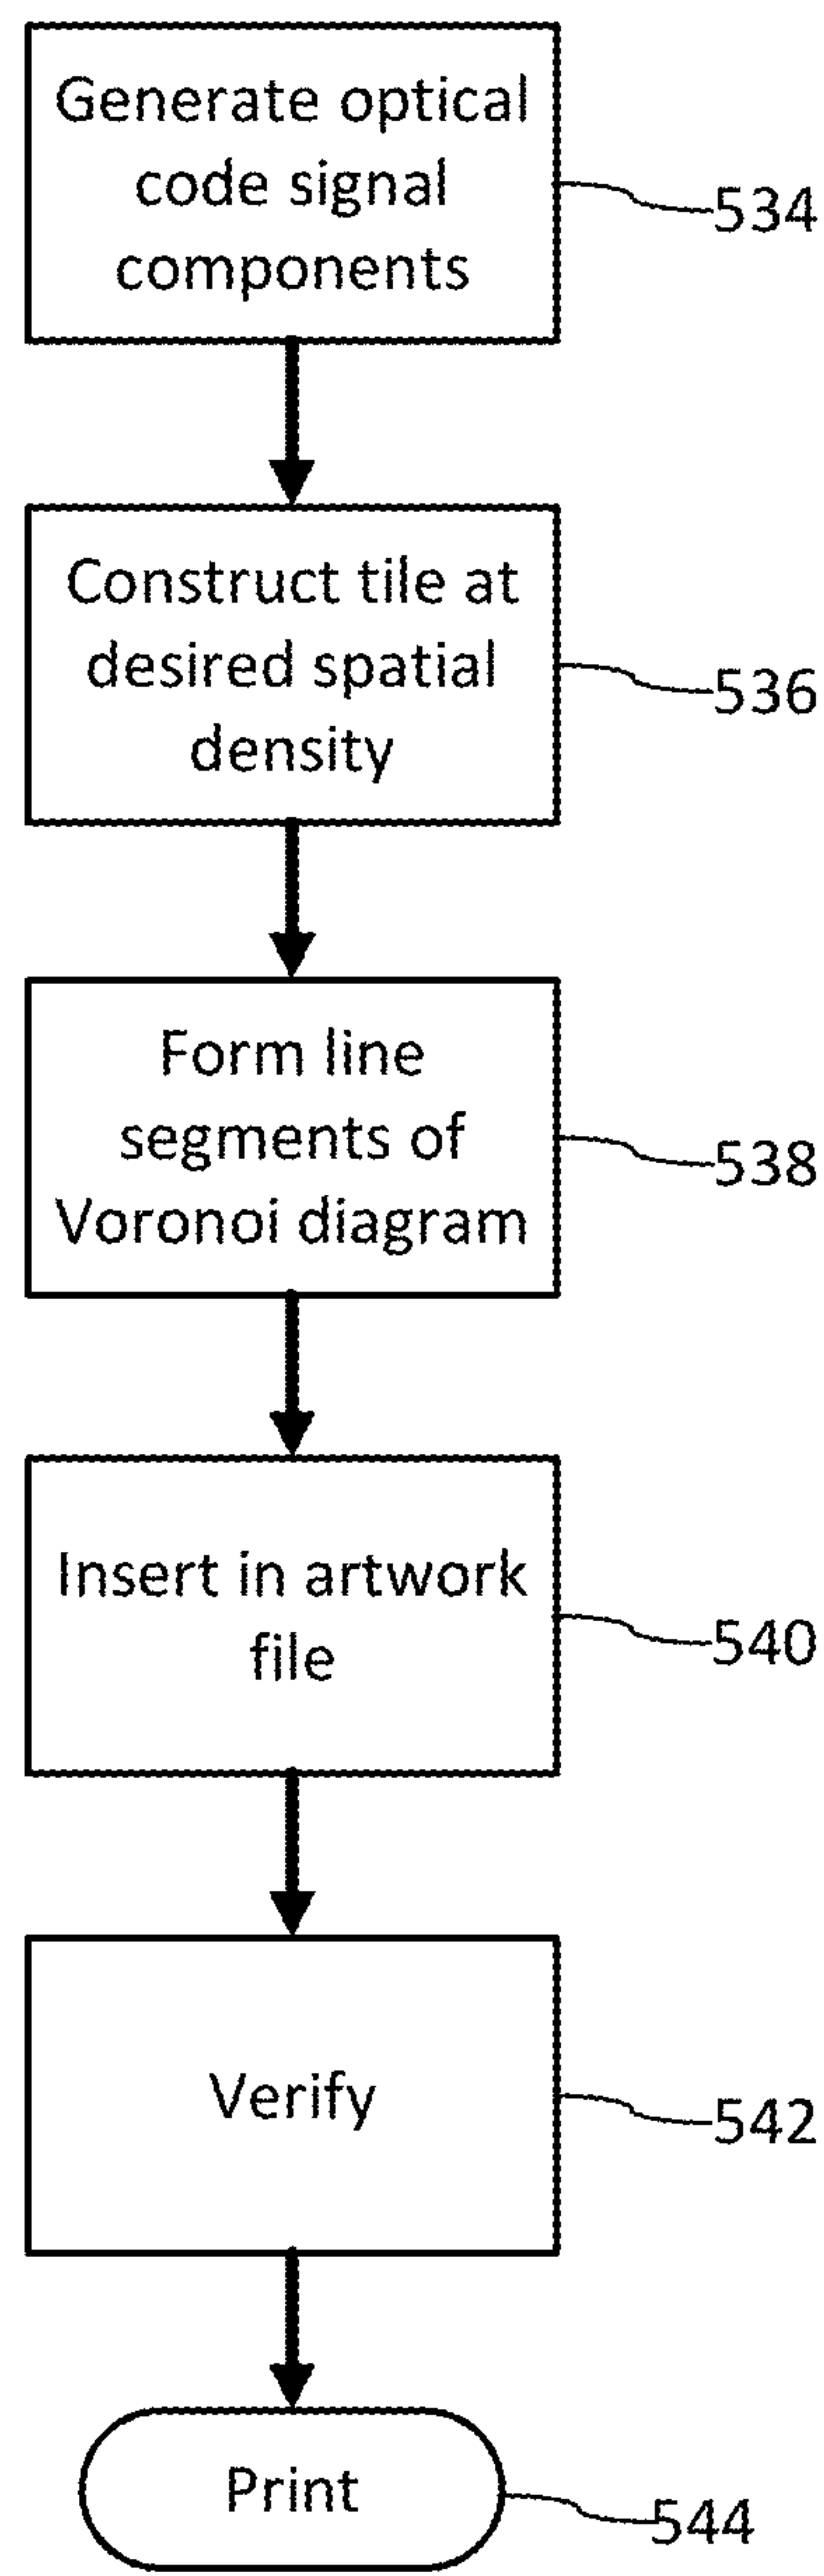 Generate optical
code signal
components
534
Construct tile at
desired spatial
density
536
Form line
segments of
Voronoi diagram
538
Insert in artwork
file
540
Verify
542
Print
544